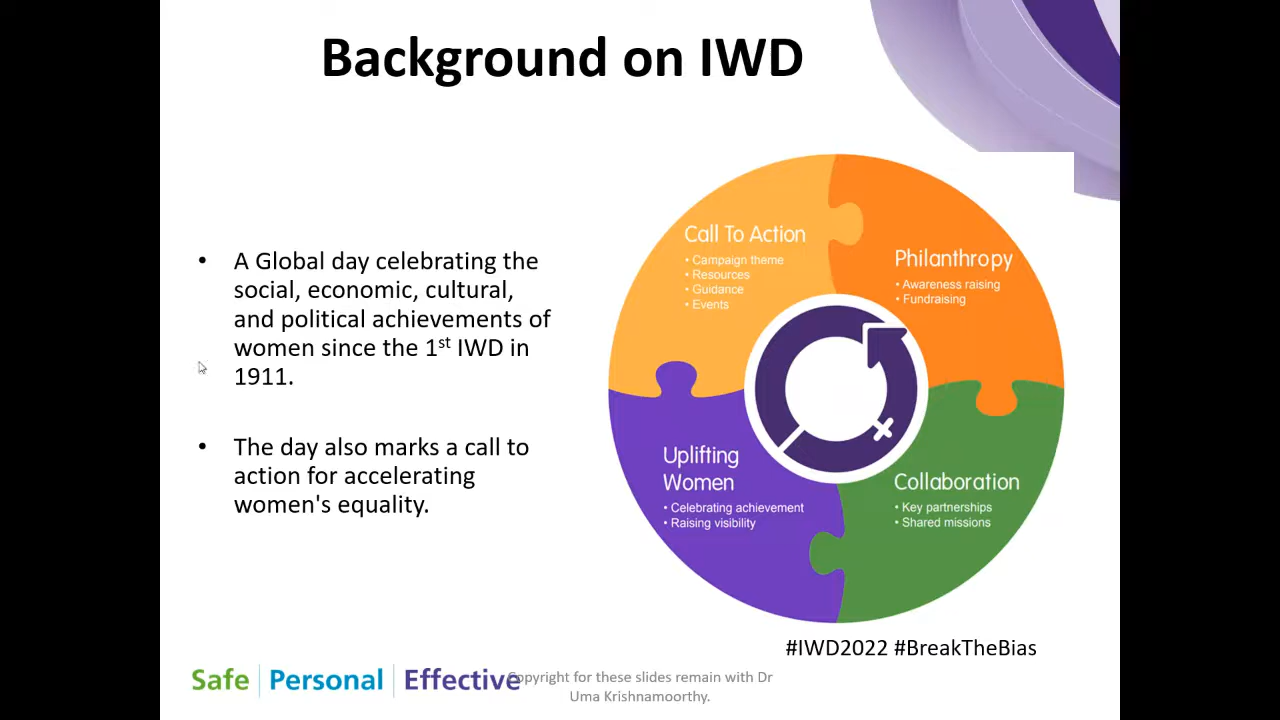 Background on IWD
• A Global day celebrating the
social, economic, cultural,
and political achievements of
women since the 1st IWD in
1911.
• The day also marks a call to
action for accelerating
women's equality.
Call To Action
• Campaign theme
• Resources
• Guidance
• Events
Philanthropy
• Awareness raising
• Fundraising
Uplifting
Women
• Celebrating achievement
• Raising visibility
Collaboration
• Key partnerships
• Shared missions
#IWD2022 #BreakTheBias
Safe | Personal | Effective
Copyright for these slides remain with Dr
Uma Krishnamoorthy.